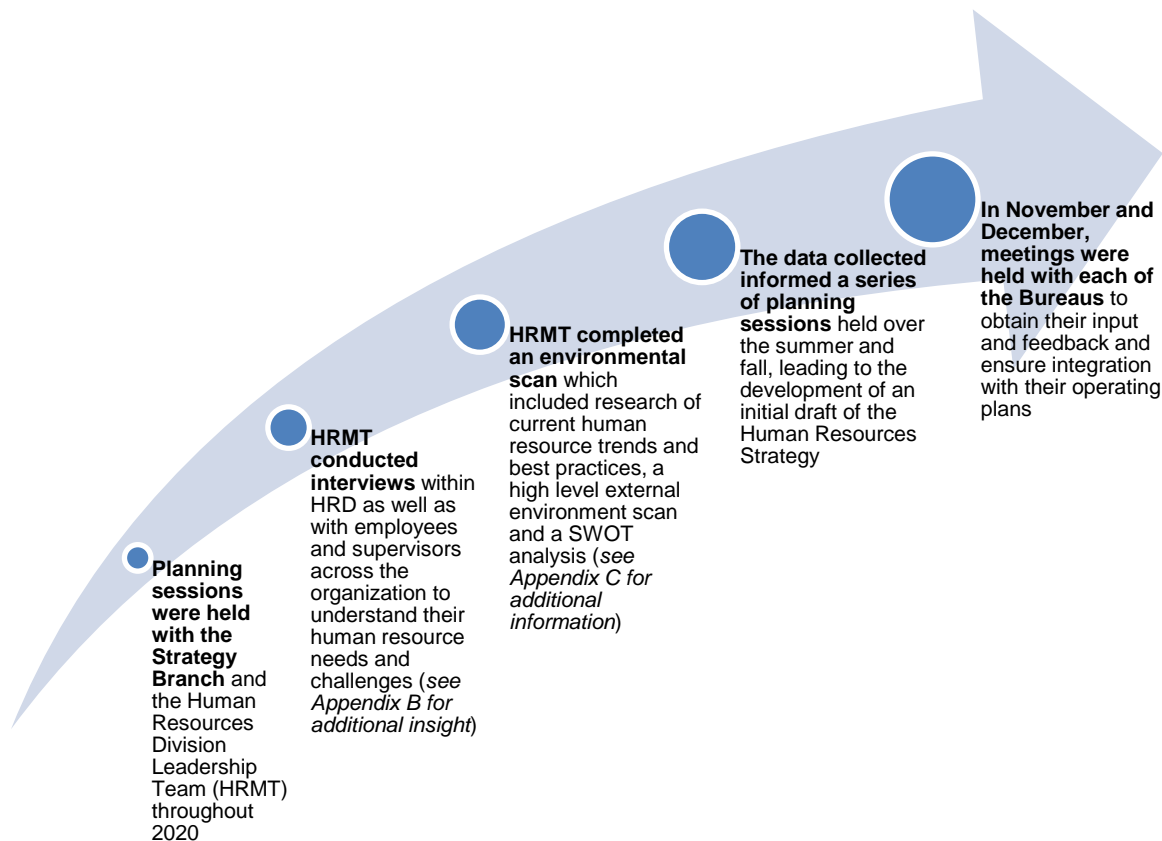 Planning
sessions
were held
with the
Strategy
Branch and
the Human
Resources
Division
Leadership
Team (HRMT)
throughout
2020
HRMT
conducted
interviews within
HRD as well as
with employees
and supervisors
across the
organization to
understand their
human resource
needs and
challenges (see
Appendix B for
additional insight)
HRMT completed
an environmental
scan which
included research of
current human
resource trends and
best practices, a
high level external
environment scan
and a SWOT
analysis (see
Appendix C for
additional
information)
The data collected
informed a series
of planning
sessions held over
the summer and
fall, leading to the
development of an
initial draft of the
Human Resources
Strategy
In November and
December,
meetings were
held with each of
the Bureaus to
obtain their input
and feedback and
ensure integration
with their operating
plans